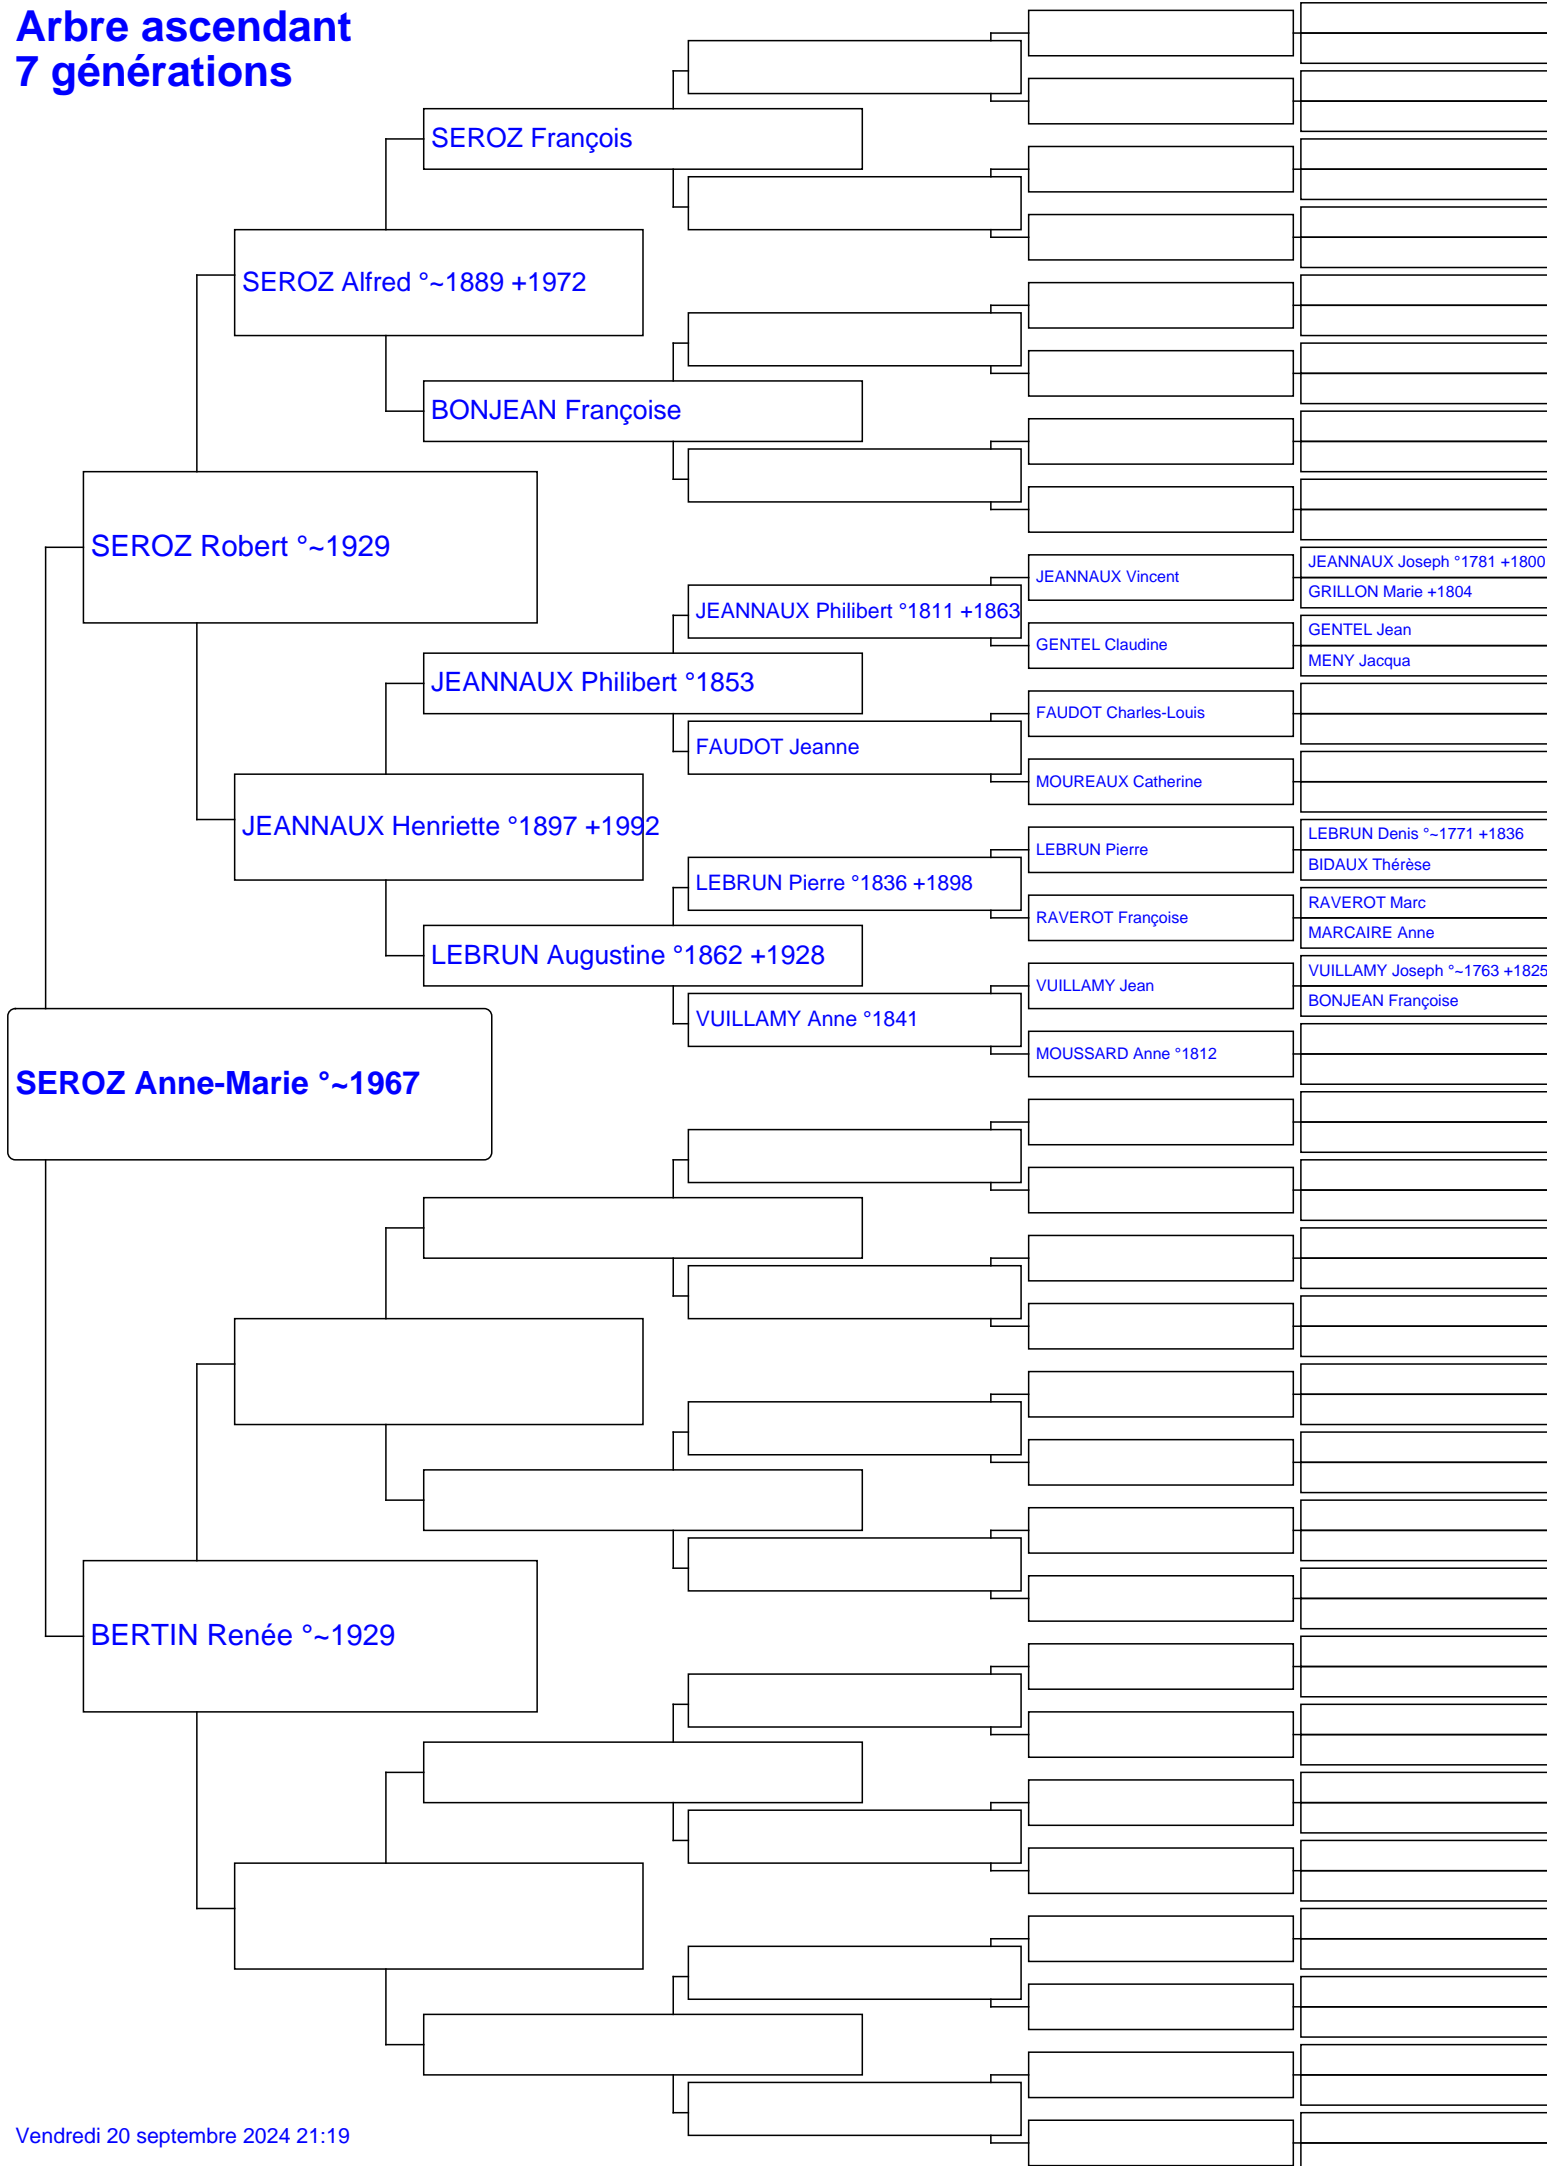 Arbre ascendant
7 générations
SEROZ François
SEROZ Alfred °~1889 +1972
BONJEAN Françoise
SEROZ Robert °~1929
JEANNAUX Joseph °1781 +1800
JEANNAUX Vincent
GRILLON Marie +1804
JEANNAUX Philibert °1811 +1863
GENTEL Jean
GENTEL Claudine
MENY Jacqua
JEANNAUX Philibert °1853
FAUDOT Charles-Louis
FAUDOT Jeanne
MOUREAUX Catherine
JEANNAUX Henriette °1897 +1992
LEBRUN Denis °~1771 +1836
LEBRUN Pierre
BIDAUX Thérèse
LEBRUN Pierre °1836 +1898
RAVEROT Marc
RAVEROT Françoise
MARCAIRE Anne
LEBRUN Augustine °1862 +1928
VUILLAMY Joseph °~1763 +1825
VUILLAMY Jean
BONJEAN Françoise
VUILLAMY Anne °1841
MOUSSARD Anne °1812
SEROZ Anne-Marie °~1967
BERTIN Renée °~1929
Vendredi 20 septembre 2024 21:19